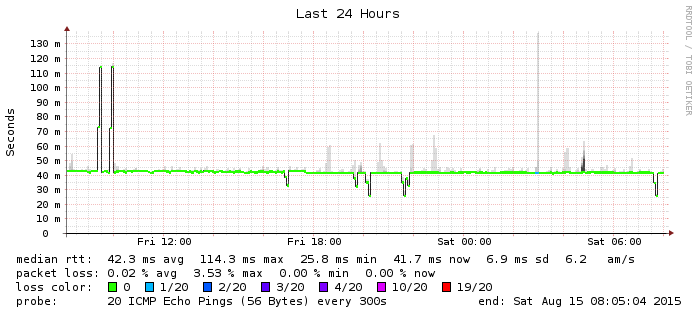 Last 24 Hours
RRDTOOL / TOBI OETIKER
Seconds
130 m
120 m
110 m
100 m
90 m
80 m
70 m
60 m
50 m
40 m
30 m
20 m
10 m
0
Fri 12:00 Fri 18:00 Sat 00:00 Sat 06:00
median rtt: 42.3 ms avg 114.3 ms max 25.8 ms min 41.7 ms now 6.9 ms sd 6.2 am/s
packet loss: 0.02 % avg 3.53 % max 0.00 % min 0.00 % now
loss color: 0 1/20 2/20 3/20 4/20 10/20 19/20
probe: 20 ICMP Echo Pings (56 Bytes) every 300s end: Sat Aug 15 08:05:04 2015